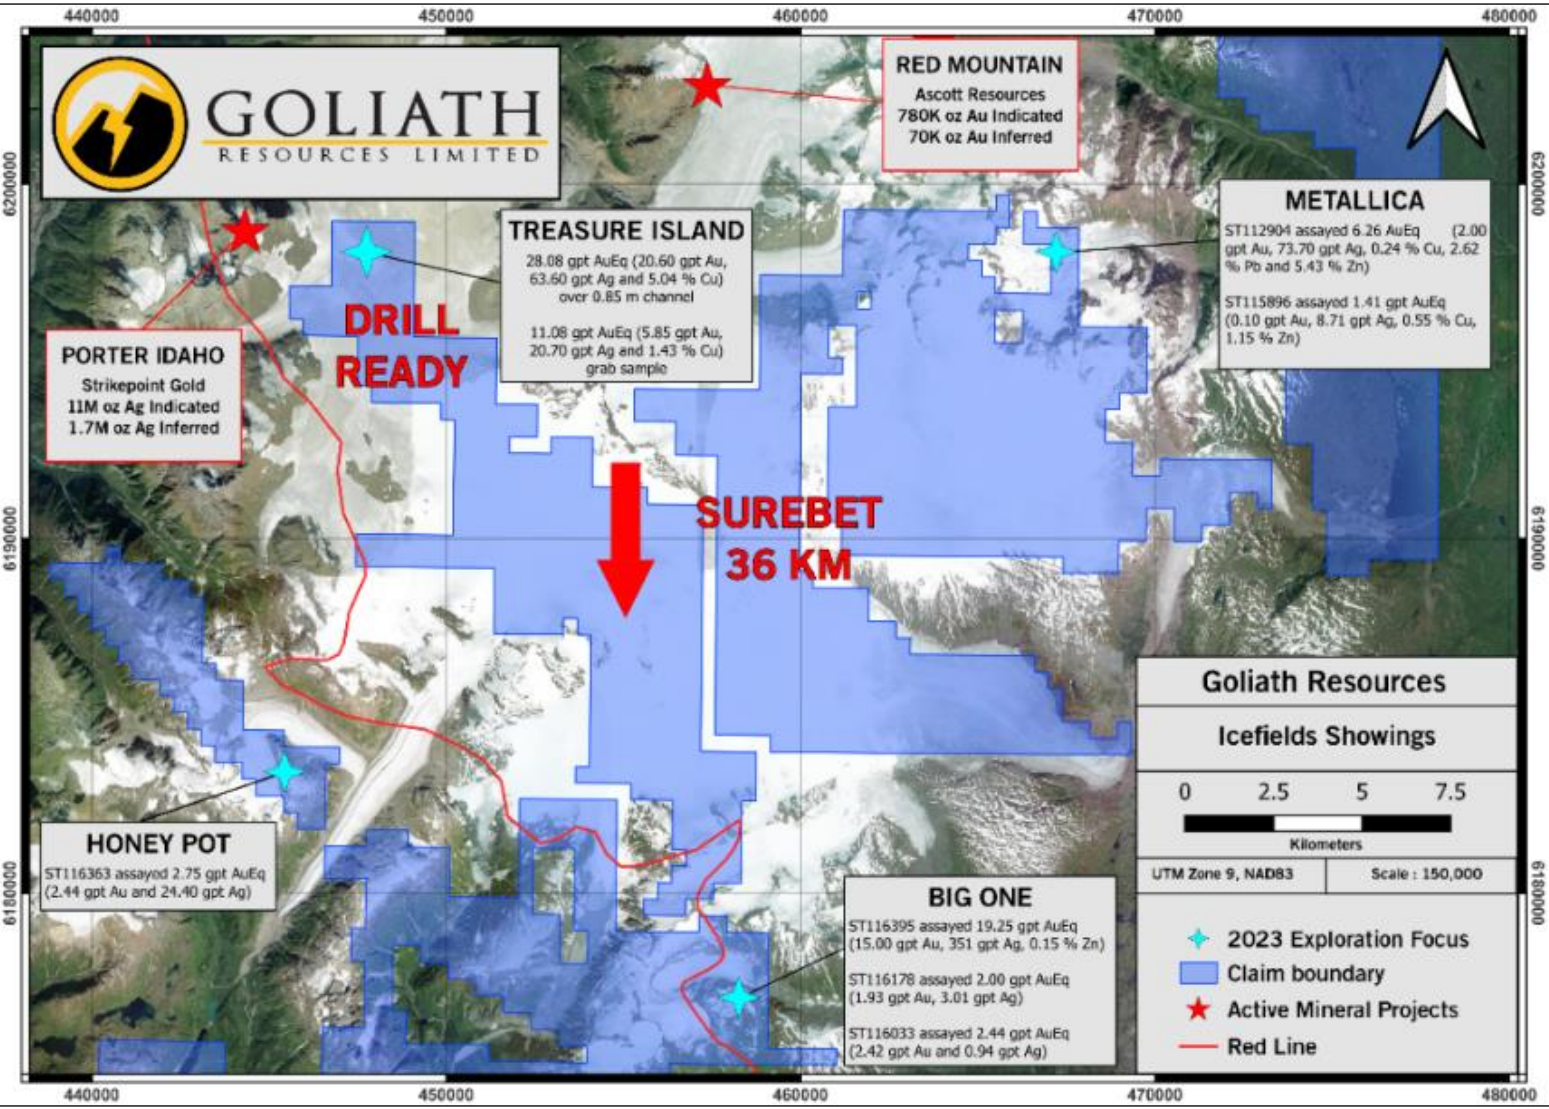 440000
450000
460000
470000
480000
GOLIATH
RESOURCES LIMITED
RED MOUNTAIN
Ascott Resources
780K oz Au Indicated
70K oz Au Inferred
6200000
6200000
METALLICA
ST112904 assayed 6.26 AuEq (2.00
gpt Au, 73.70 gpt Ag, 0.24 % Cu, 2.62
% Pb and 5.43 % Zn)
ST115896 assayed 1.41 gpt AuEq
(0.10 gpt Au, 8.71 gpt Ag, 0.55 % Cu,
1.15 % Zn)
TREASURE ISLAND
28.08 gpt AuEq (20.60 gpt Au,
63.60 gpt Ag and 5.04 % Cu)
over 0.85 m channel
11.08 gpt AuEq (5.85 gpt Au,
20.70 gpt Ag and 1.43 % Cu)
grab sample
DRILL
READY
PORTER IDAHO
Strikepoint Gold
11M oz Ag Indicated
1.7M oz Ag Inferred
SUREBET
36 KM
6190000
6190000
HONEY POT
ST116363 assayed 2.75 gpt AuEq
(2.44 gpt Au and 24.40 gpt Ag)
BIG ONE
ST116395 assayed 19.25 gpt AuEq
(15.00 gpt Au, 351 gpt Ag, 0.15 % Zn)
ST116178 assayed 2.00 gpt AuEq
(1.93 gpt Au, 3.01 gpt Ag)
ST116033 assayed 2.44 gpt AuEq
(2.42 gpt Au and 0.94 gpt Ag)
Goliath Resources
Icefields Showings
0 2.5 5 7.5
Kilometers
UTM Zone 9, NAD83
Scale : 150,000
2023 Exploration Focus
Claim boundary
Active Mineral Projects
Red Line
6180000
6180000
440000
450000
460000
470000
480000